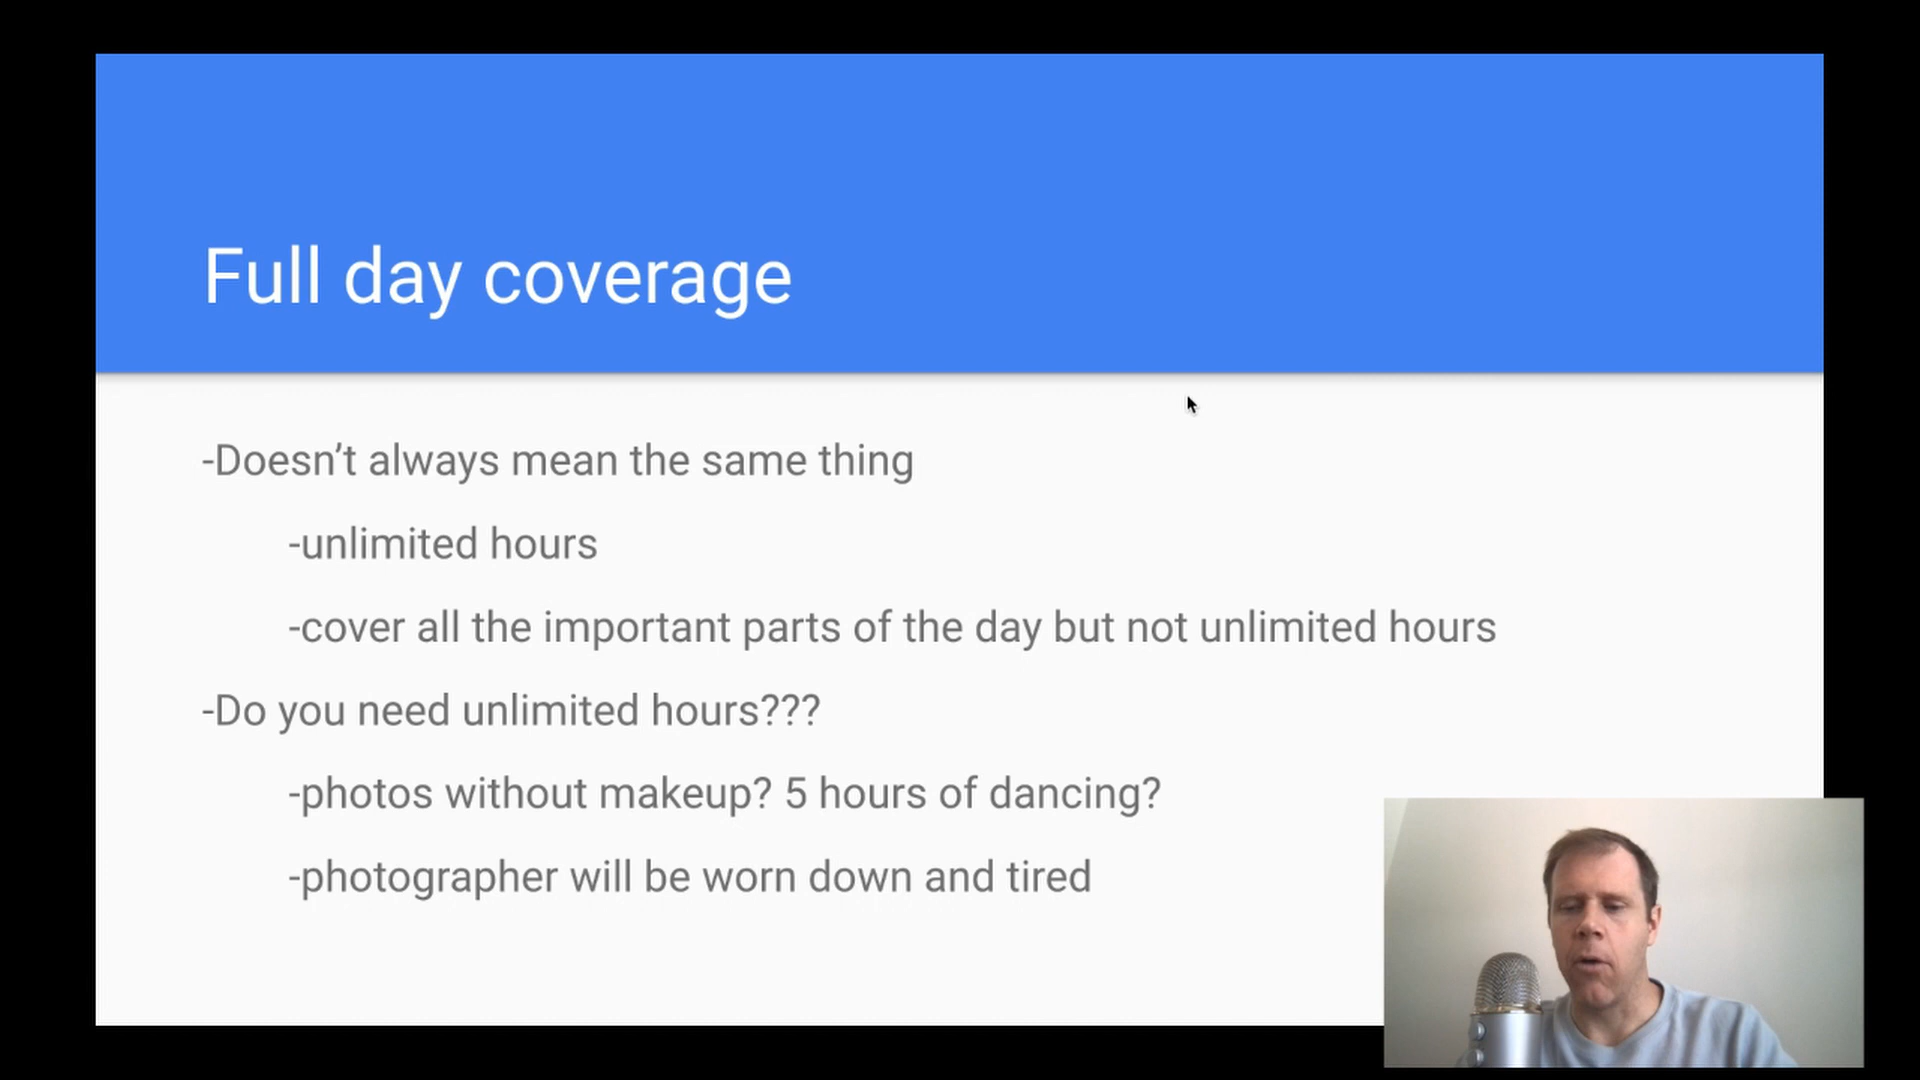 Full day coverage
-Doesn’t always mean the same thing
-unlimited hours
-cover all the important parts of the day but not unlimited hours
-Do you need unlimited hours???
-photos without makeup? 5 hours of dancing?
-photographer will be worn down and tired